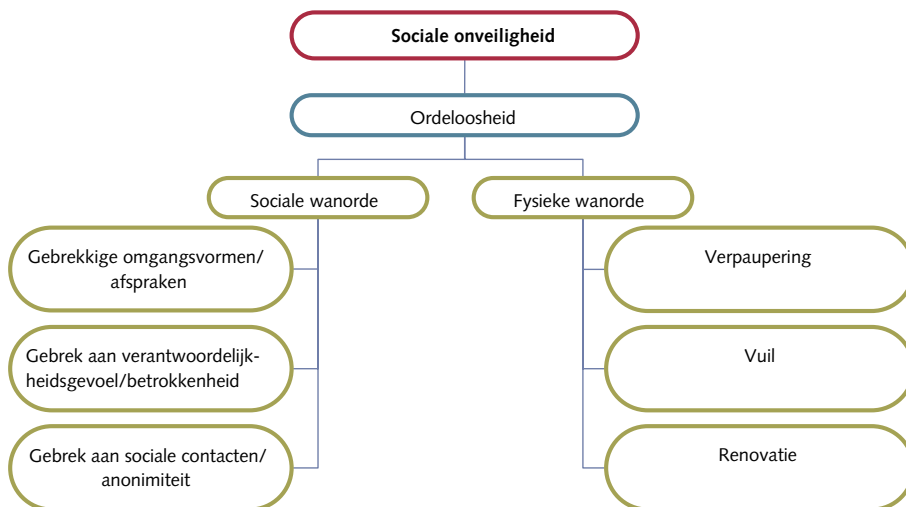 Sociale onveiligheid
Ordeloosheid
Sociale wanorde
Fysieke wanorde
Gebrekkige omgangsvormen/
afspraken
Verpaupering
Gebrek aan verantwoordelijk-
heidsgevoel/betrokkenheid
Vuil
Gebrek aan sociale contacten/
anonimiteit
Renovatie